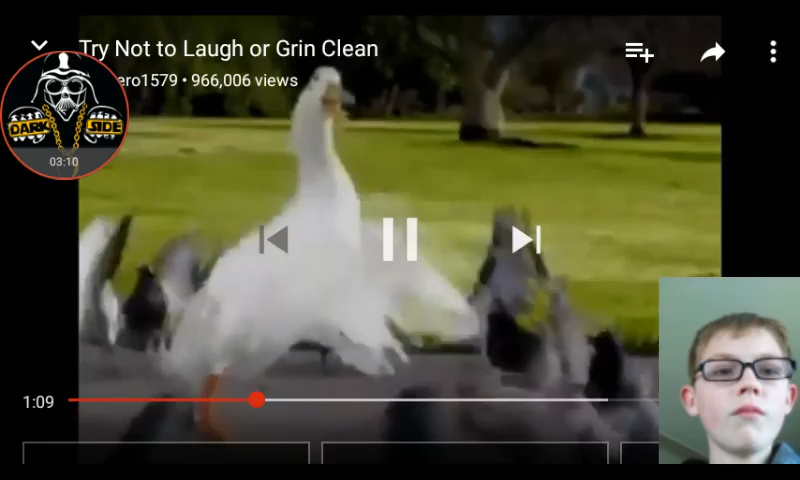 Try Not to Laugh or Grin Clean
ero1579 • 966,006 views
DARK SIDE
03:10
1:09